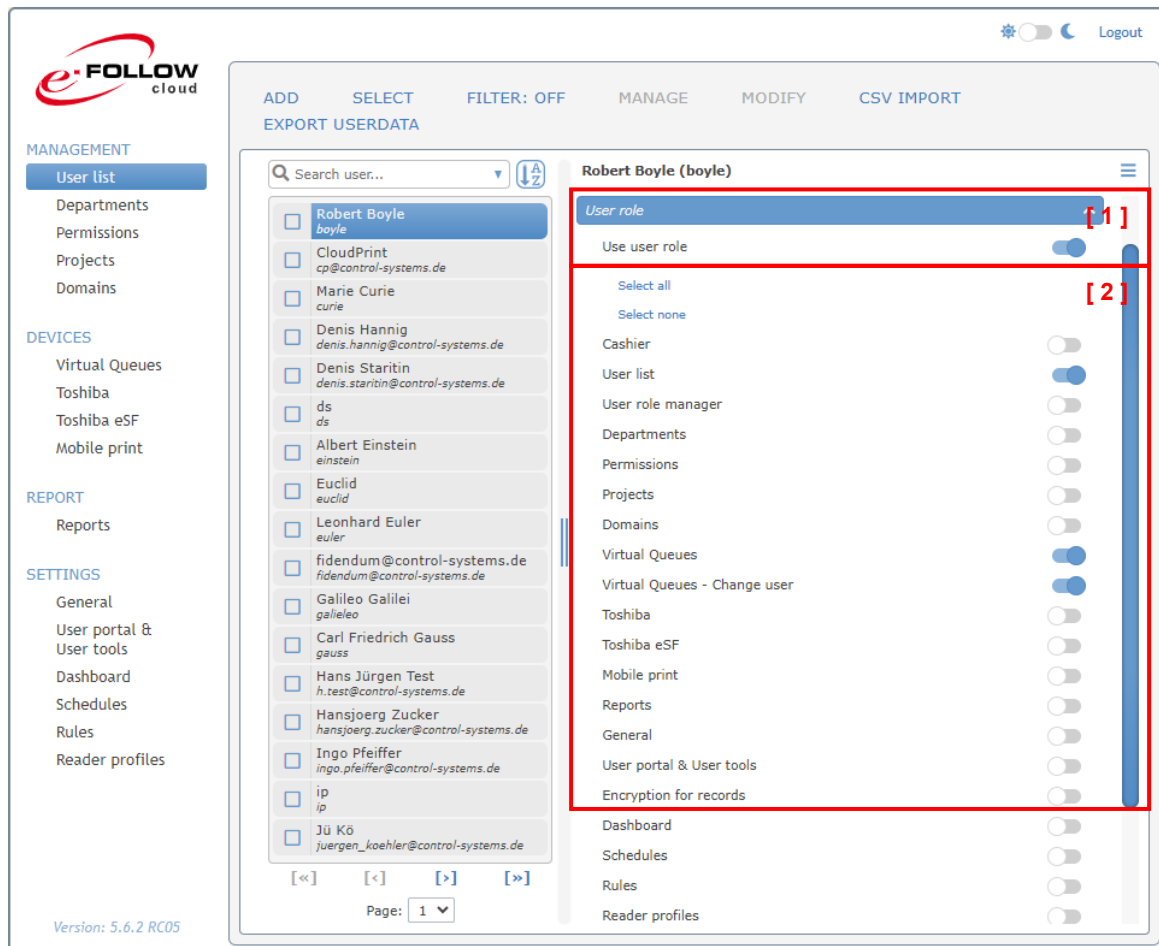 Logout
e-FOLLOW
cloud
ADD SELECT FILTER: OFF MANAGE MODIFY CSV IMPORT
EXPORT USERDATA
MANAGEMENT
User list
Departments
Permissions
Projects
Domains
DEVICES
Virtual Queues
Toshiba
Toshiba eSF
Mobile print
REPORT
Reports
SETTINGS
General
User portal &
User tools
Dashboard
Schedules
Rules
Reader profiles
Version: 5.6.2 RC05
Search user...
A
Z
Robert Boyle
boyle
CloudPrint
cp@control-systems.de
Marie Curie
curie
Denis Hannig
denis.hannig@control-systems.de
Denis Staritin
denis.staritin@control-systems.de
ds
ds
Albert Einstein
einstein
Euclid
euclid
Leonhard Euler
euler
fidendum@control-systems.de
fidendum@control-systems.de
Galileo Galilei
galieleo
Carl Friedrich Gauss
gauss
Hans Jürgen Test
h.test@control-systems.de
Hansjoerg Zucker
hansjoerg.zucker@control-systems.de
Ingo Pfeiffer
ingo.pfeiffer@control-systems.de
ip
ip
Jü Kö
juergen_koehler@control-systems.de
[«] [‹] [›] [»]
Page: 1
Robert Boyle (boyle)
User role [ 1 ]
Use user role
Select all [ 2 ]
Select none
Cashier
User list
User role manager
Departments
Permissions
Projects
Domains
Virtual Queues
Virtual Queues - Change user
Toshiba
Toshiba eSF
Mobile print
Reports
General
User portal & User tools
Encryption for records
Dashboard
Schedules
Rules
Reader profiles